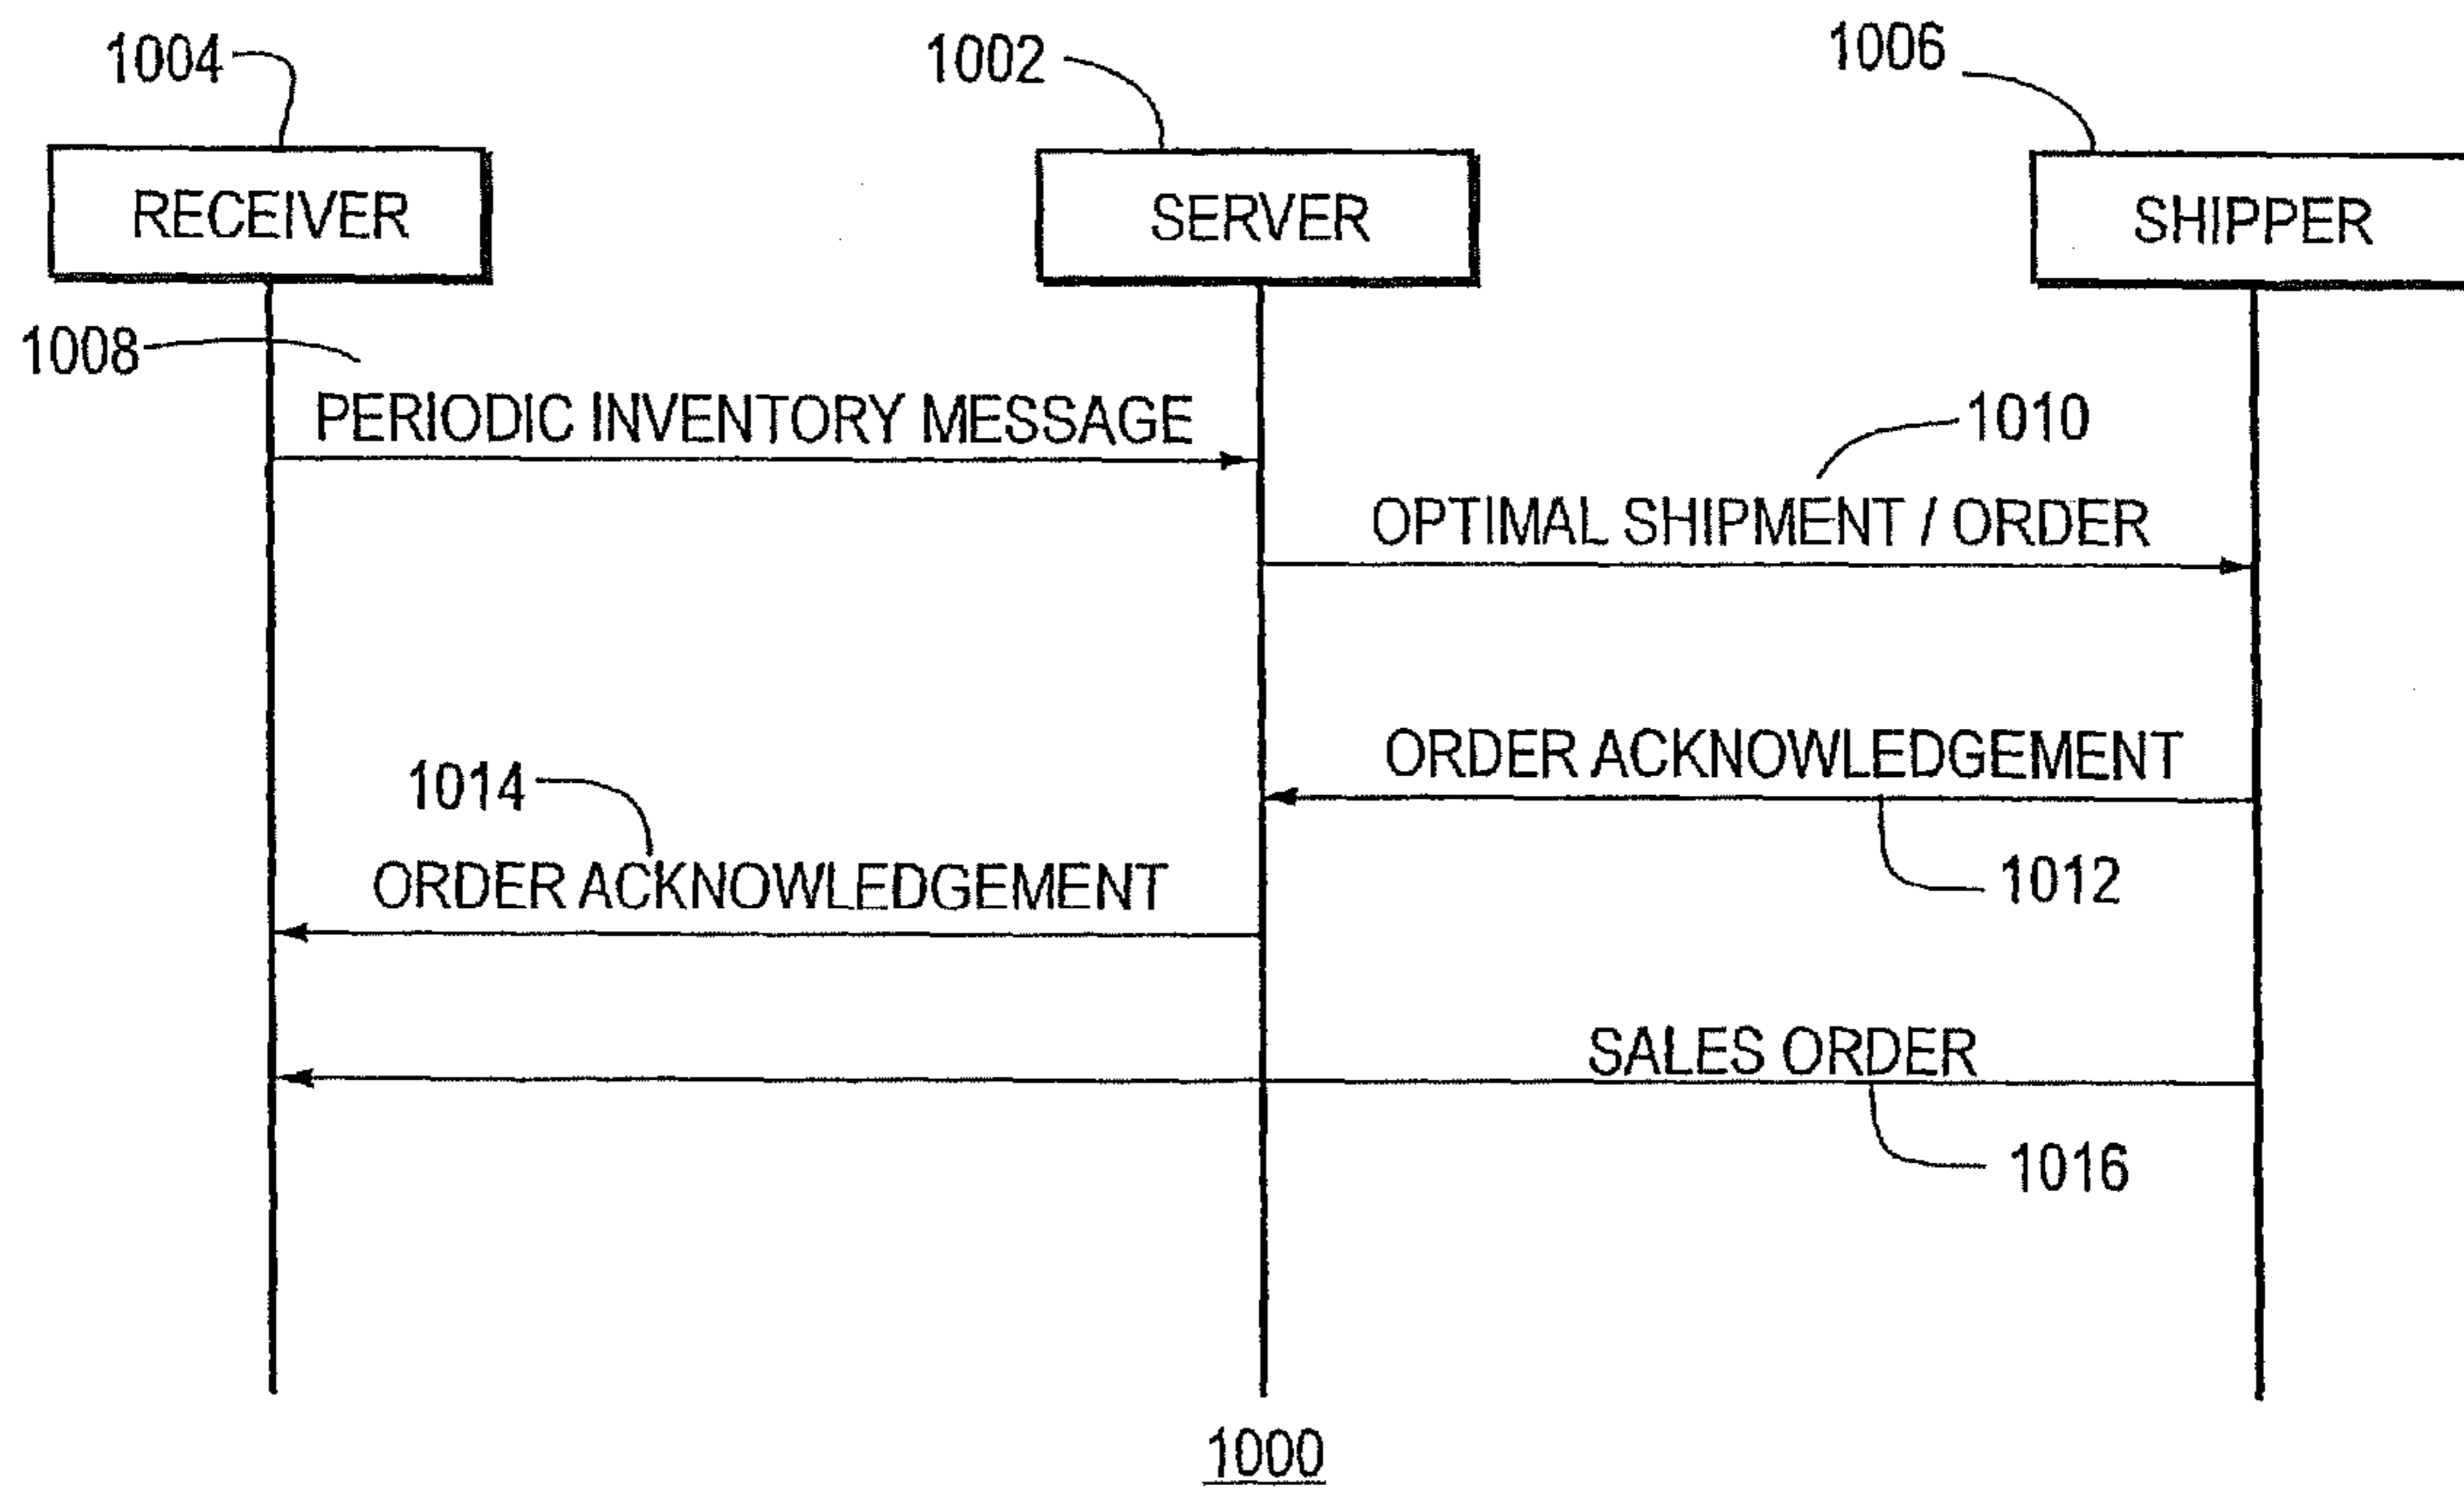 1004
1002
1006
RECEIVER
SERVER
SHIPPER
1008
PERIODIC INVENTORY MESSAGE
1010
OPTIMAL SHIPMENT / ORDER
ORDER ACKNOWLEDGEMENT
1014
ORDER ACKNOWLEDGEMENT
1012
SALES ORDER
1016
1000